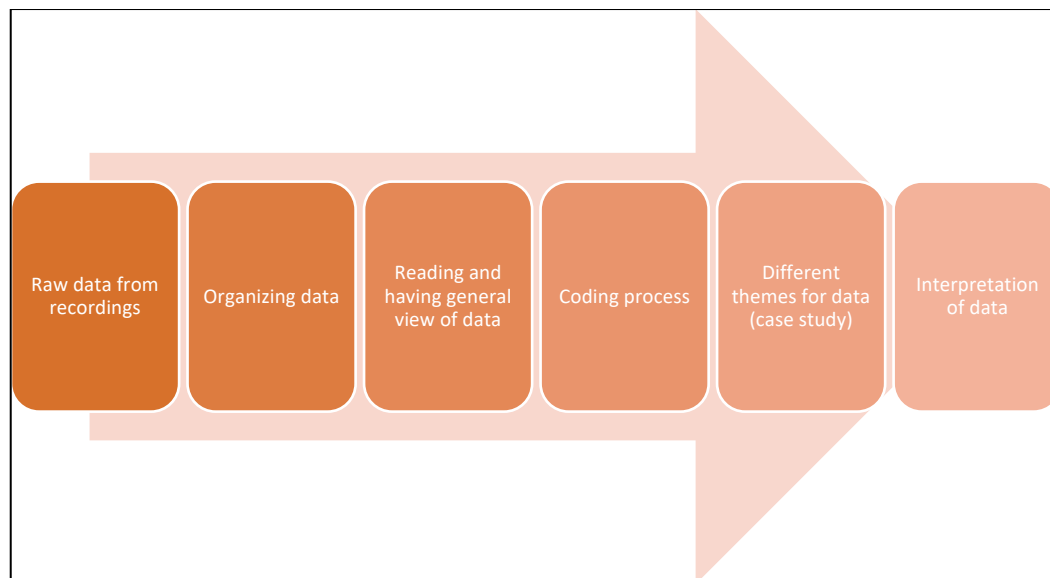 Raw data from
recordings
Organizing data
Reading and
having general
view of data
Coding process
Different
themes for data
(case study)
Interpretation
of data